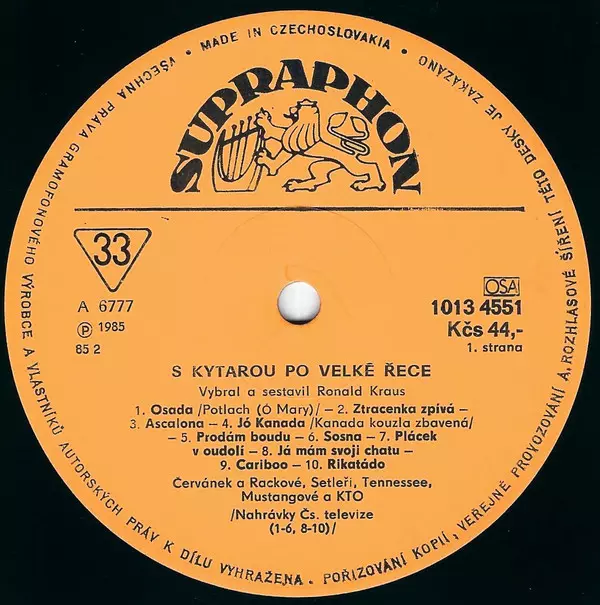 VŠECHNA PRÁVA GRAMOFONOVÉHO VÝROBCE A VLASTNÍKŮ AUTORSKÝCH PRÁV K DÍLU VYHRAŽENA - POŘIZOVÁNÍ KOPIÍ, VEŘEJNÉ PROVOZOVÁNÍ A ROZHLASOVÉ ŠÍŘENÍ TÉTO DESKY JE ZAKÁZÁNO • MADE IN CZECHOSLOVAKIA •
SUPRAPHON
33
A 6777
℗ 1985
85 2
OSA
1013 4551
Kčs 44,-
1. strana
S KYTAROU PO VELKÉ ŘECE
Vybral a sestavil Ronald Kraus
1. Osada /Potlach (Ó Mary)/ – 2. Ztracenka zpívá –
3. Ascalona – 4. Jó Kanada /Kanada kouzla zbavená/
– 5. Prodám boudu – 6. Sosna – 7. Plácek
v oudolí – 8. Já mám svoji chatu –
9. Cariboo – 10. Rikatádo
Červánek a Rackové, Setleři, Tennessee,
Mustangové a KTO
/Nahrávky Čs. televize
(1-6, 8-10)/